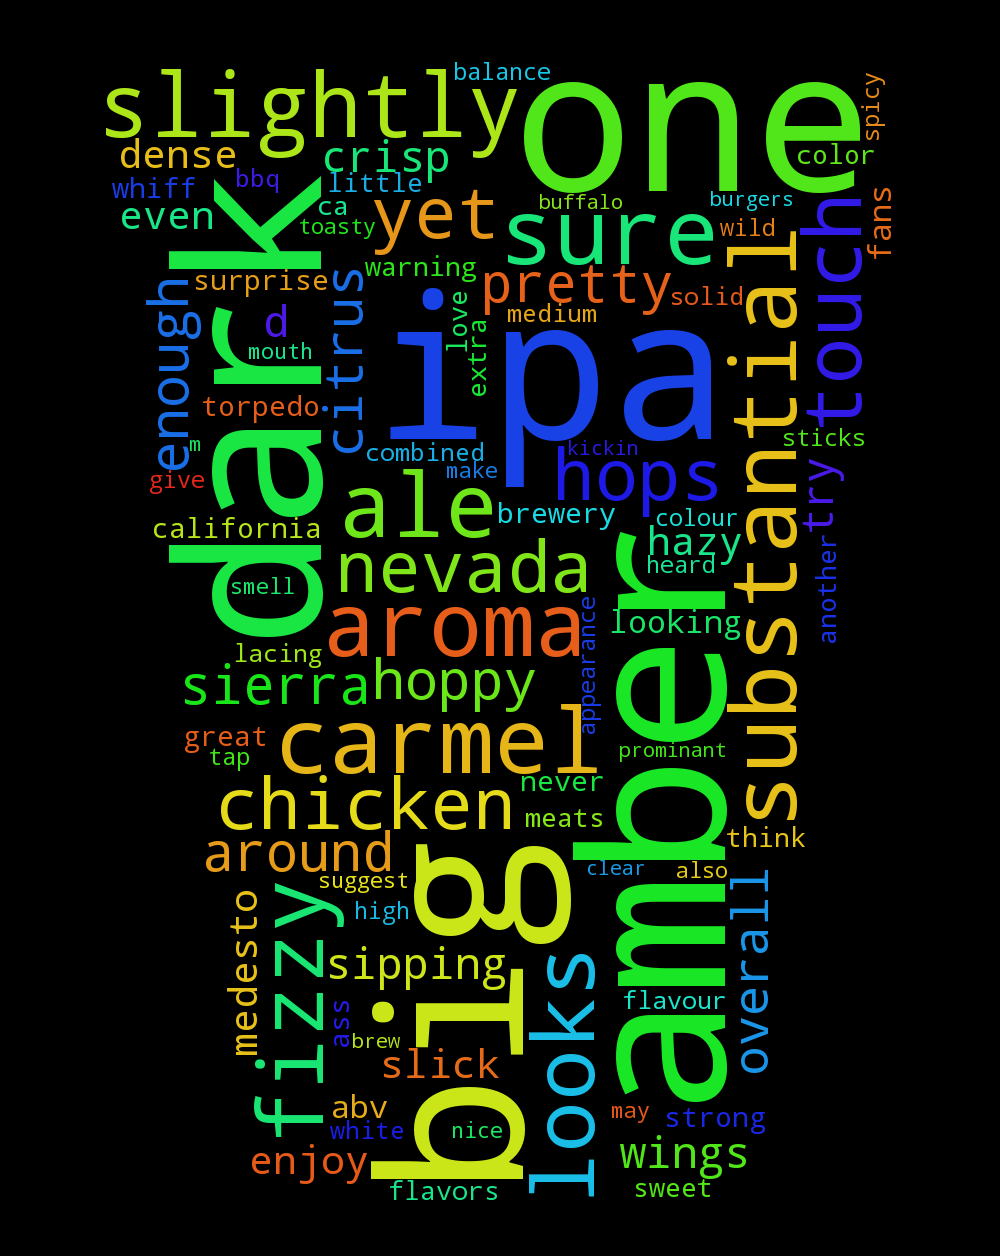 balance
slightly
one
spicy
dense
crisp
color
whiff
bbq
little
burgers
buffalo
even
ca
toasty
yet
sure
wild
fans
touch
dark
warning
surprise
pretty
solid
enough
citrus
d
love
medium
extra
ipa
substantial
mouth
torpedo
m
sticks
give
combined
make
kickin
hops
try
california
ale
brewery
colour
hazy
heard
another
nevada
smell
amber
aroma
appearance
looking
lacing
sierra
hoppy
great
tap
carmel
prominant
never
chicken
meats
think
around
big
clear
also
suggest
high
fizzy
medesto
sipping
looks
overall
flavour
ass
brew
slick
abv
white
nice
may
strong
enjoy
wings
flavors
sweet